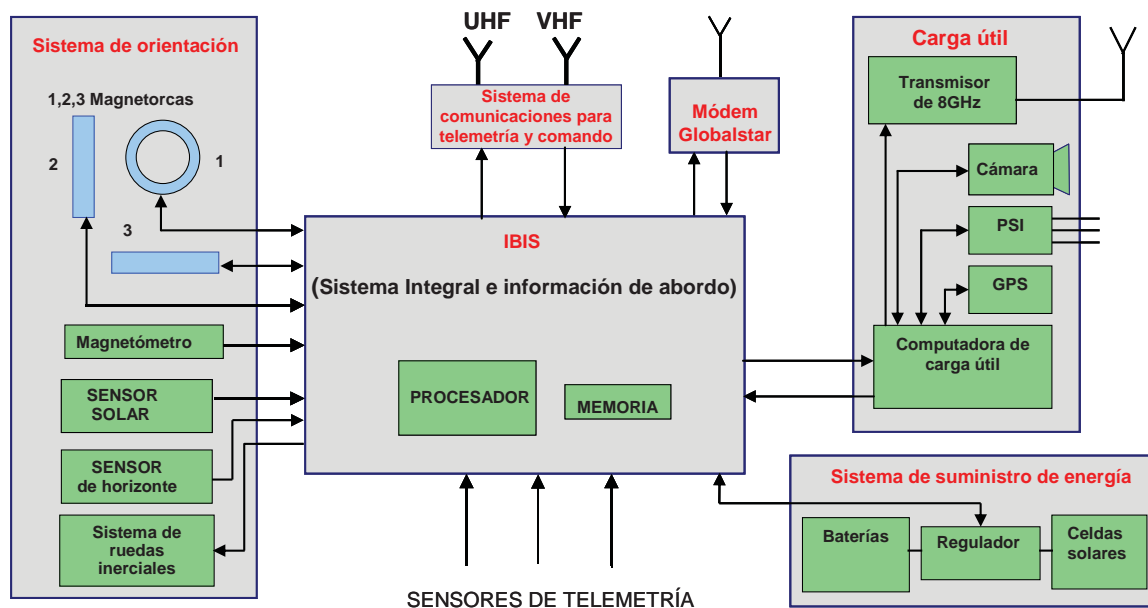 Sistema de orientación
1,2,3 Magnetorcas
2
1
3
Magnetómetro
SENSOR
SOLAR
SENSOR
de horizonte
Sistema de
ruedas
inerciales
UHF
VHF
Sistema de
comunicaciones para
telemetría y comando
Módem
Globalstar
IBIS
(Sistema Integral e información de abordo)
PROCESADOR
MEMORIA
SENSORES DE TELEMETRÍA
Carga útil
Transmisor
de 8GHz
Cámara
PSI
GPS
Computadora de
carga útil
Sistema de suministro de energía
Baterías
Regulador
Celdas
solares